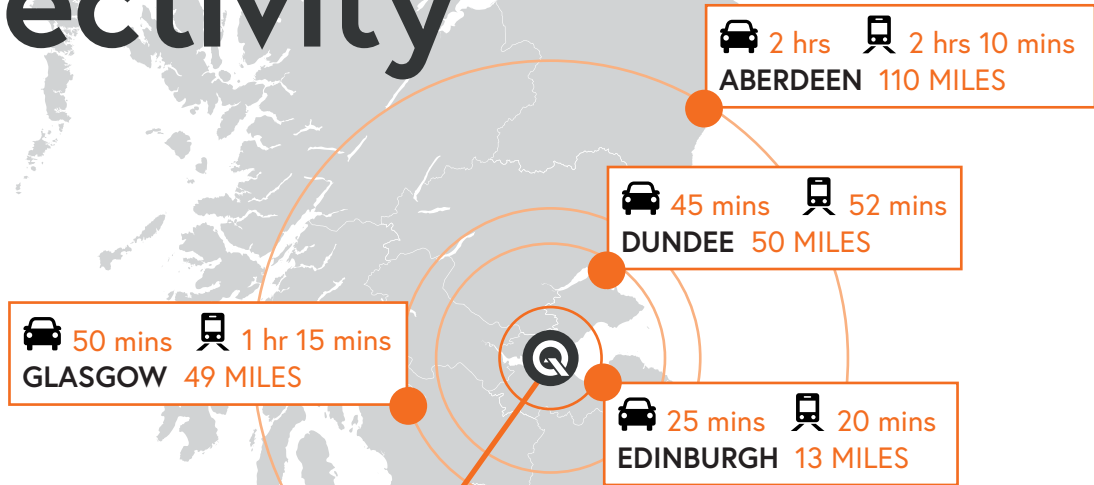 ectivity
2 hrs 2 hrs 10 mins
ABERDEEN 110 MILES
45 mins 52 mins
DUNDEE 50 MILES
50 mins 1 hr 15 mins
GLASGOW 49 MILES
Q
25 mins 20 mins
EDINBURGH 13 MILES